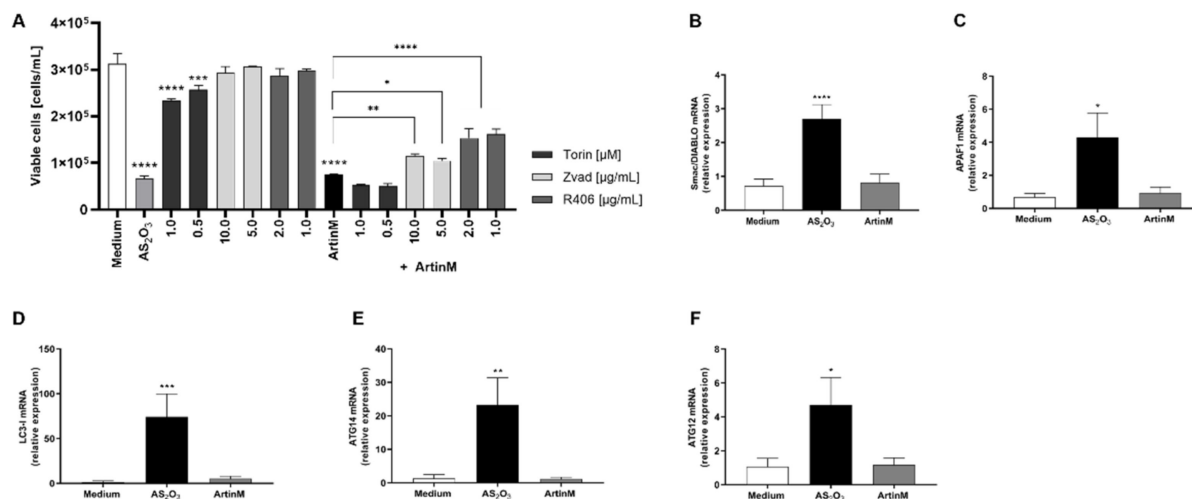 A
Viable cells [cells/mL]
4×10⁵
3×10⁵
2×10⁵
1×10⁵
0
****
****
***
****
**
*
****
Medium
AS₂O₃
1.0
0.5
10.0
5.0
2.0
1.0
ArtinM
1.0
0.5
10.0
5.0
2.0
1.0
+ ArtinM
Torin [µM]
Zvad [µg/mL]
R406 [µg/mL]
B
Smac/DIABLO mRNA
(relative expression)
4
3
2
1
0
****
Medium
AS₂O₃
ArtinM
C
APAF1 mRNA
(relative expression)
8
6
4
2
0
*
Medium
AS₂O₃
ArtinM
D
LC3-I mRNA
(relative expression)
150
100
50
0
***
Medium
AS₂O₃
ArtinM
E
ATG14 mRNA
(relative expression)
40
30
20
10
0
**
Medium
AS₂O₃
ArtinM
F
ATG12 mRNA
(relative expression)
8
6
4
2
0
*
Medium
AS₂O₃
ArtinM